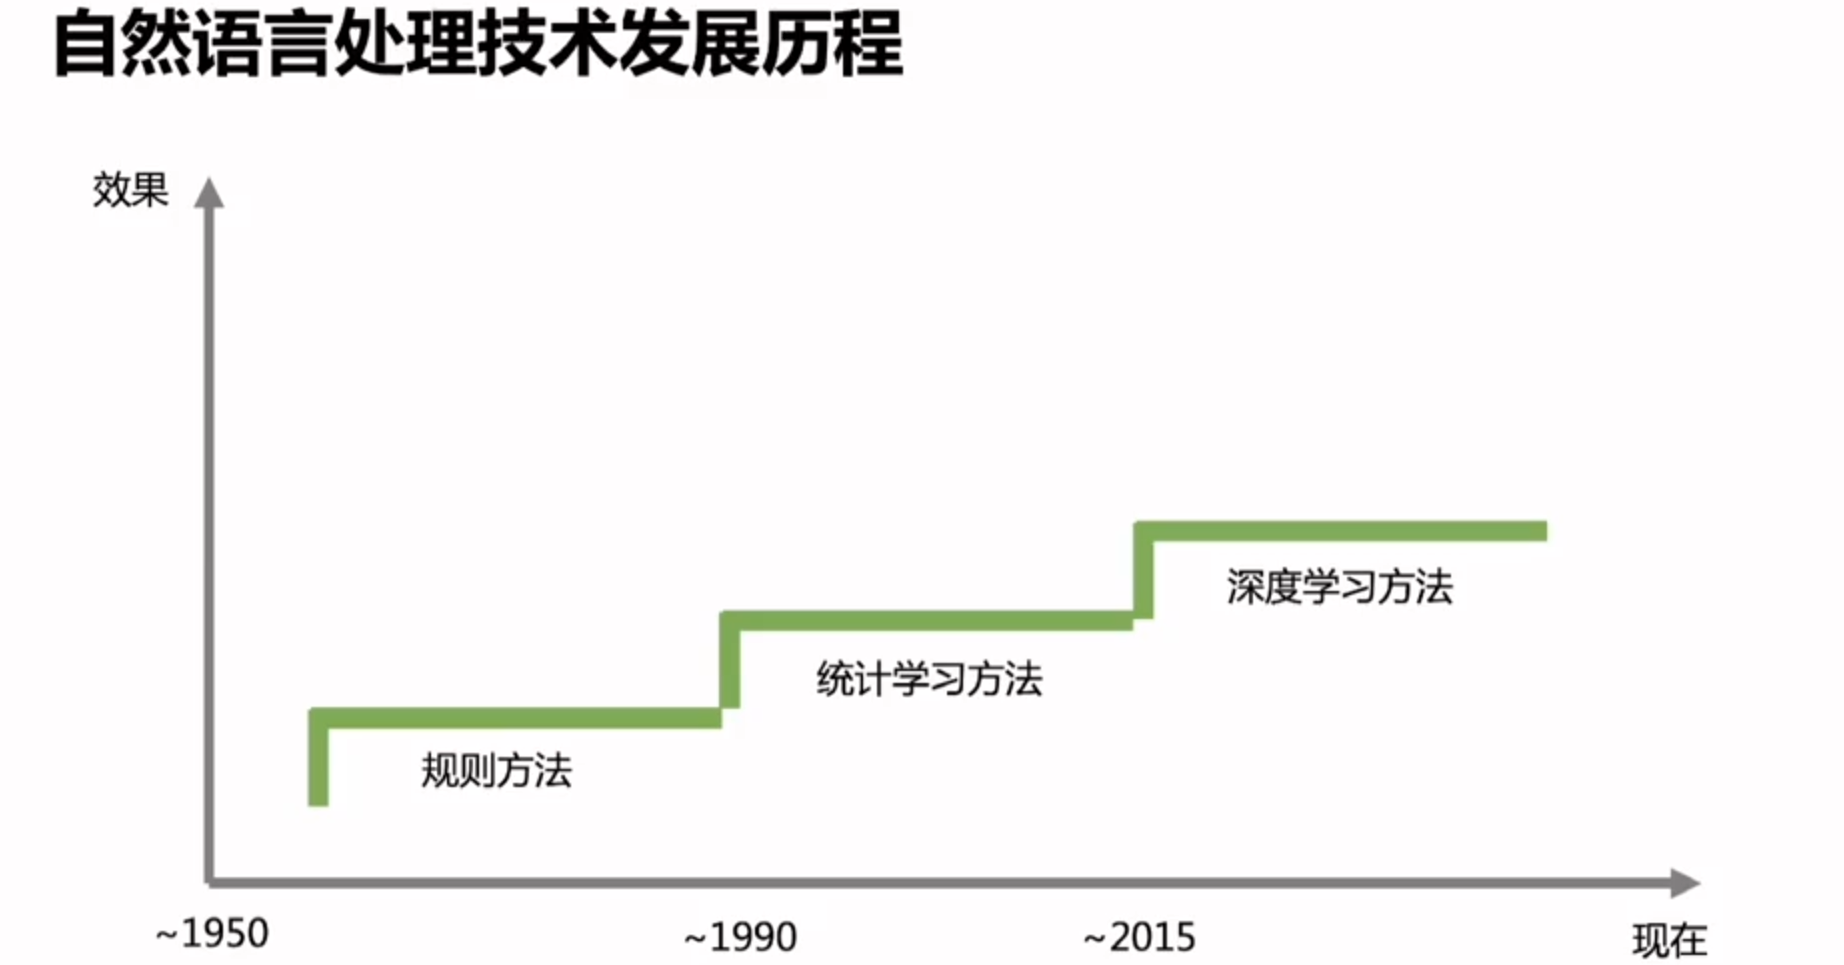 自然语言处理技术发展历程
效果
深度学习方法
统计学习方法
规则方法
~1950
~1990
~2015
现在